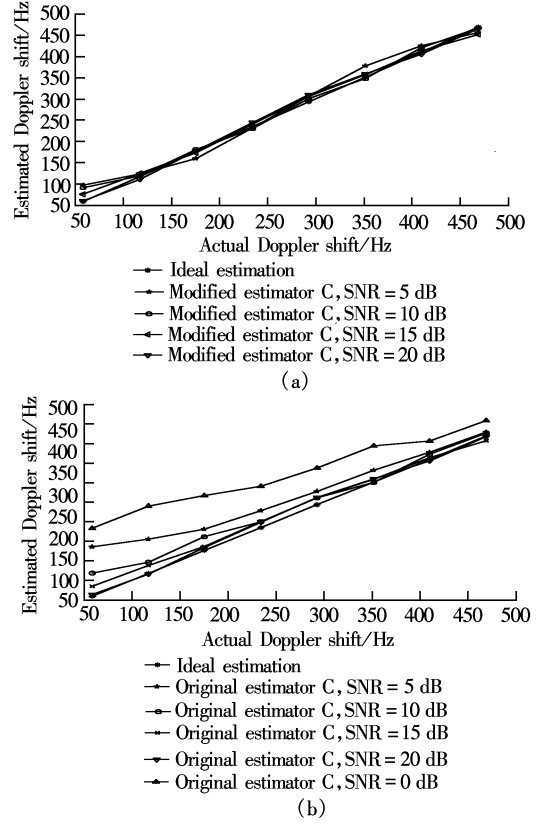 Estimated Doppler shift/Hz
500
450
400
350
300
250
200
150
100
50
100 150 200 250 300 350 400 450 500
Actual Doppler shift/Hz
Ideal estimation
Modified estimator C, SNR = 5 dB
Modified estimator C, SNR = 10 dB
Modified estimator C, SNR = 15 dB
Modified estimator C, SNR = 20 dB
(a)
Estimated Doppler shift/Hz
500
450
400
350
300
250
200
150
100
50
50 100 150 200 250 300 350 400 450 500
Actual Doppler shift/Hz
Ideal estimation
Original estimator C, SNR = 5 dB
Original estimator C, SNR = 10 dB
Original estimator C, SNR = 15 dB
Original estimator C, SNR = 20 dB
Original estimator C, SNR = 0 dB
(b)